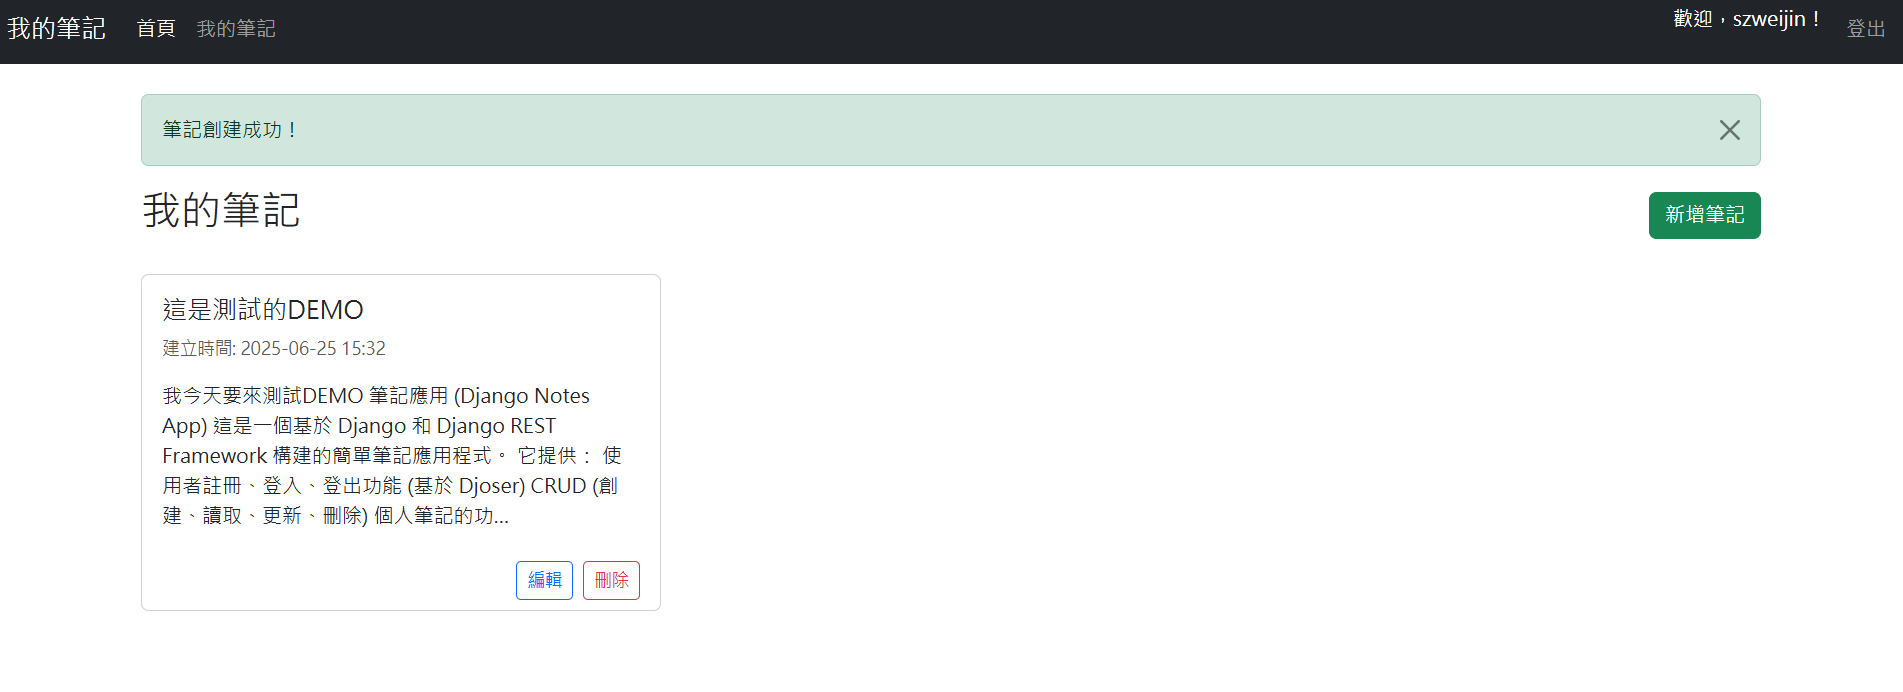 我的筆記 首頁 我的筆記 歡迎，szweijin！ 登出
筆記創建成功！
我的筆記 新增筆記
這是測試的DEMO
建立時間: 2025-06-25 15:32
我今天要來測試DEMO 筆記應用 (Django Notes
App) 這是一個基於 Django 和 Django REST
Framework 構建的簡單筆記應用程式。 它提供： 使
用者註冊、登入、登出功能 (基於 Djoser) CRUD (創
建、讀取、更新、刪除) 個人筆記的功...
編輯 刪除